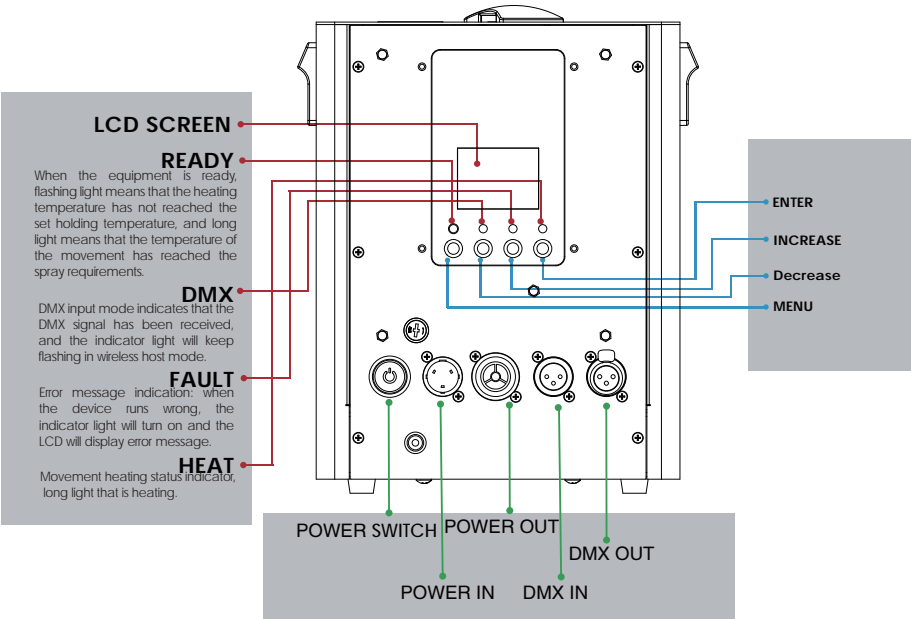 LCD SCREEN
READY
When the equipment is ready,
flashing light means that the heating
temperature has not reached the
set holding temperature, and long
light means that the temperature of
the movement has reached the
spray requirements.
DMX
DMX input mode indicates that the
DMX signal has been received,
and the indicator light will keep
flashing in wireless host mode.
FAULT
Error message indication: when
the device runs wrong, the
indicator light will turn on and the
LCD will display error message.
HEAT
Movement heating status indicator,
long light that is heating.
ENTER
INCREASE
Decrease
MENU
POWER SWITCH
POWER OUT
DMX OUT
POWER IN
DMX IN